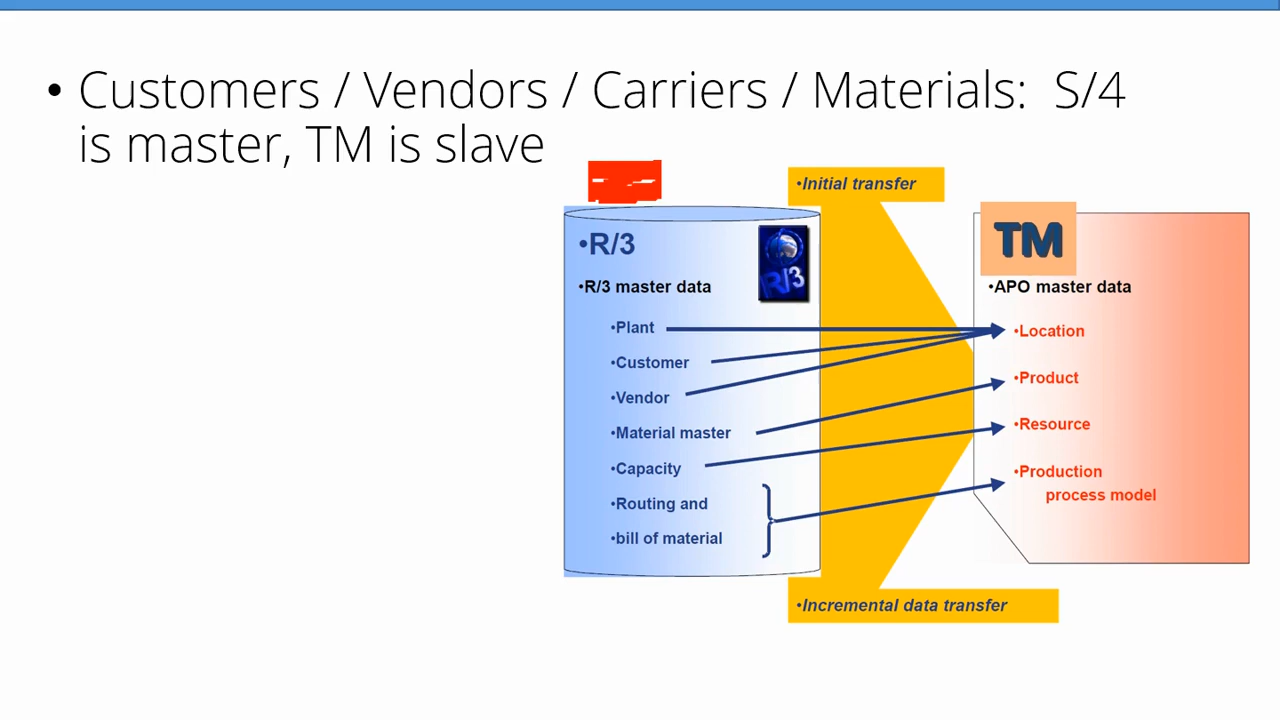 • Customers / Vendors / Carriers / Materials:  S/4
is master, TM is slave
•Initial transfer
•R/3
R/3
TM
•R/3 master data
•APO master data
•Plant
•Location
•Customer
•Product
•Vendor
•Material master
•Resource
•Capacity
•Production
process model
•Routing and
•bill of material
•Incremental data transfer